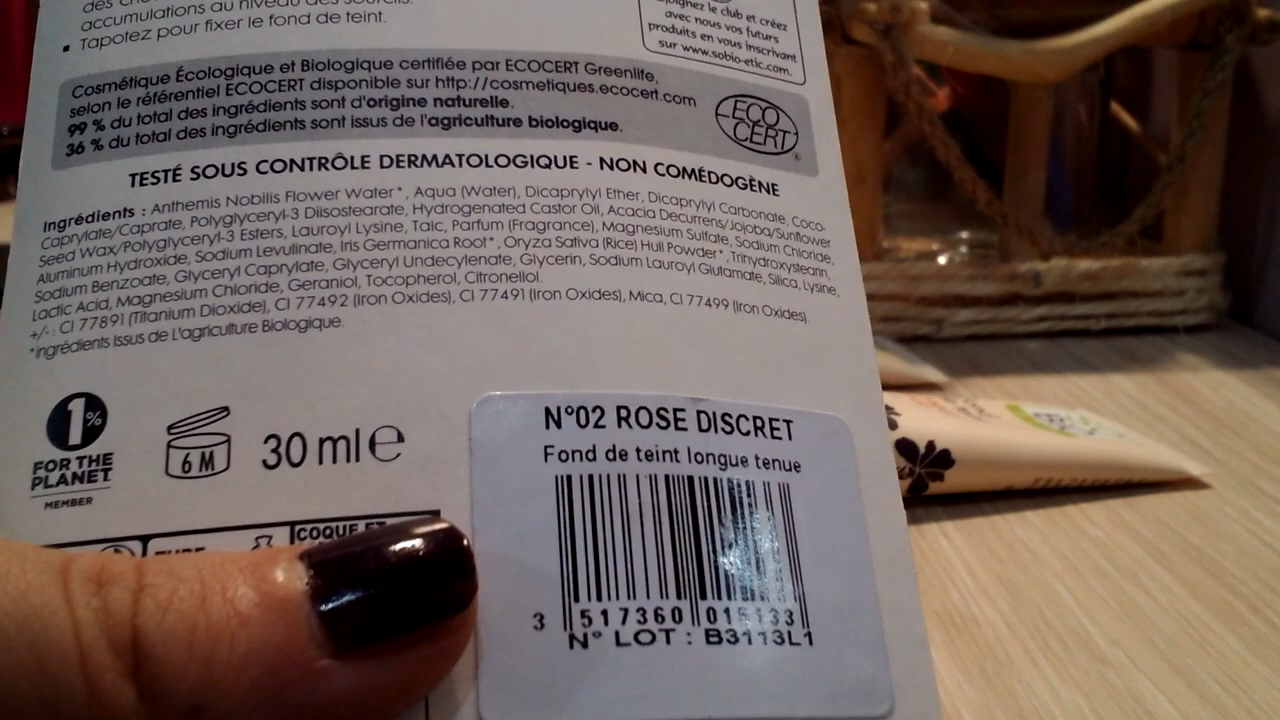 accumulations au niveau des sourcils.
▪ Tapotez pour fixer le fond de teint.
Rejoignez le club et créez
avec nous vos futurs
produits en vous inscrivant
sur www.sobio-etic.com.
Cosmétique Écologique et Biologique certifiée par ECOCERT Greenlife,
selon le référentiel ECOCERT disponible sur http://cosmetiques.ecocert.com
99 % du total des ingrédients sont d'origine naturelle.
36 % du total des ingrédients sont issus de l'agriculture biologique.
ECO
CERT
®
TESTÉ SOUS CONTRÔLE DERMATOLOGIQUE - NON COMÉDOGÈNE
Ingrédients : Anthemis Nobilis Flower Water*, Aqua (Water), Dicaprylyl Ether, Dicaprylyl Carbonate, Coco-
Caprylate/Caprate, Polyglyceryl-3 Diisostearate, Hydrogenated Castor Oil, Acacia Decurrens/Jojoba/Sunflower
Seed Wax/Polyglyceryl-3 Esters, Lauroyl Lysine, Talc, Parfum (Fragrance), Magnesium Sulfate, Sodium Chloride,
Aluminum Hydroxide, Sodium Levulinate, Iris Germanica Root*, Oryza Sativa (Rice) Hull Powder*, Trihydroxystearin,
Sodium Benzoate, Glyceryl Caprylate, Glyceryl Undecylenate, Glycerin, Sodium Lauroyl Glutamate, Silica, Lysine,
Lactic Acid, Magnesium Chloride, Geraniol, Tocopherol, Citronellol.
+/- : CI 77891 (Titanium Dioxide), CI 77492 (Iron Oxides), CI 77491 (Iron Oxides), Mica, CI 77499 (Iron Oxides).
*Ingrédients Issus de L'agriculture Biologique.
1%
FOR THE
PLANET
MEMBER
6 M
30 ml e
N°02 ROSE DISCRET
Fond de teint longue tenue
3 517360 015133
N° LOT : B3113L1
TUBE
COQUE ET